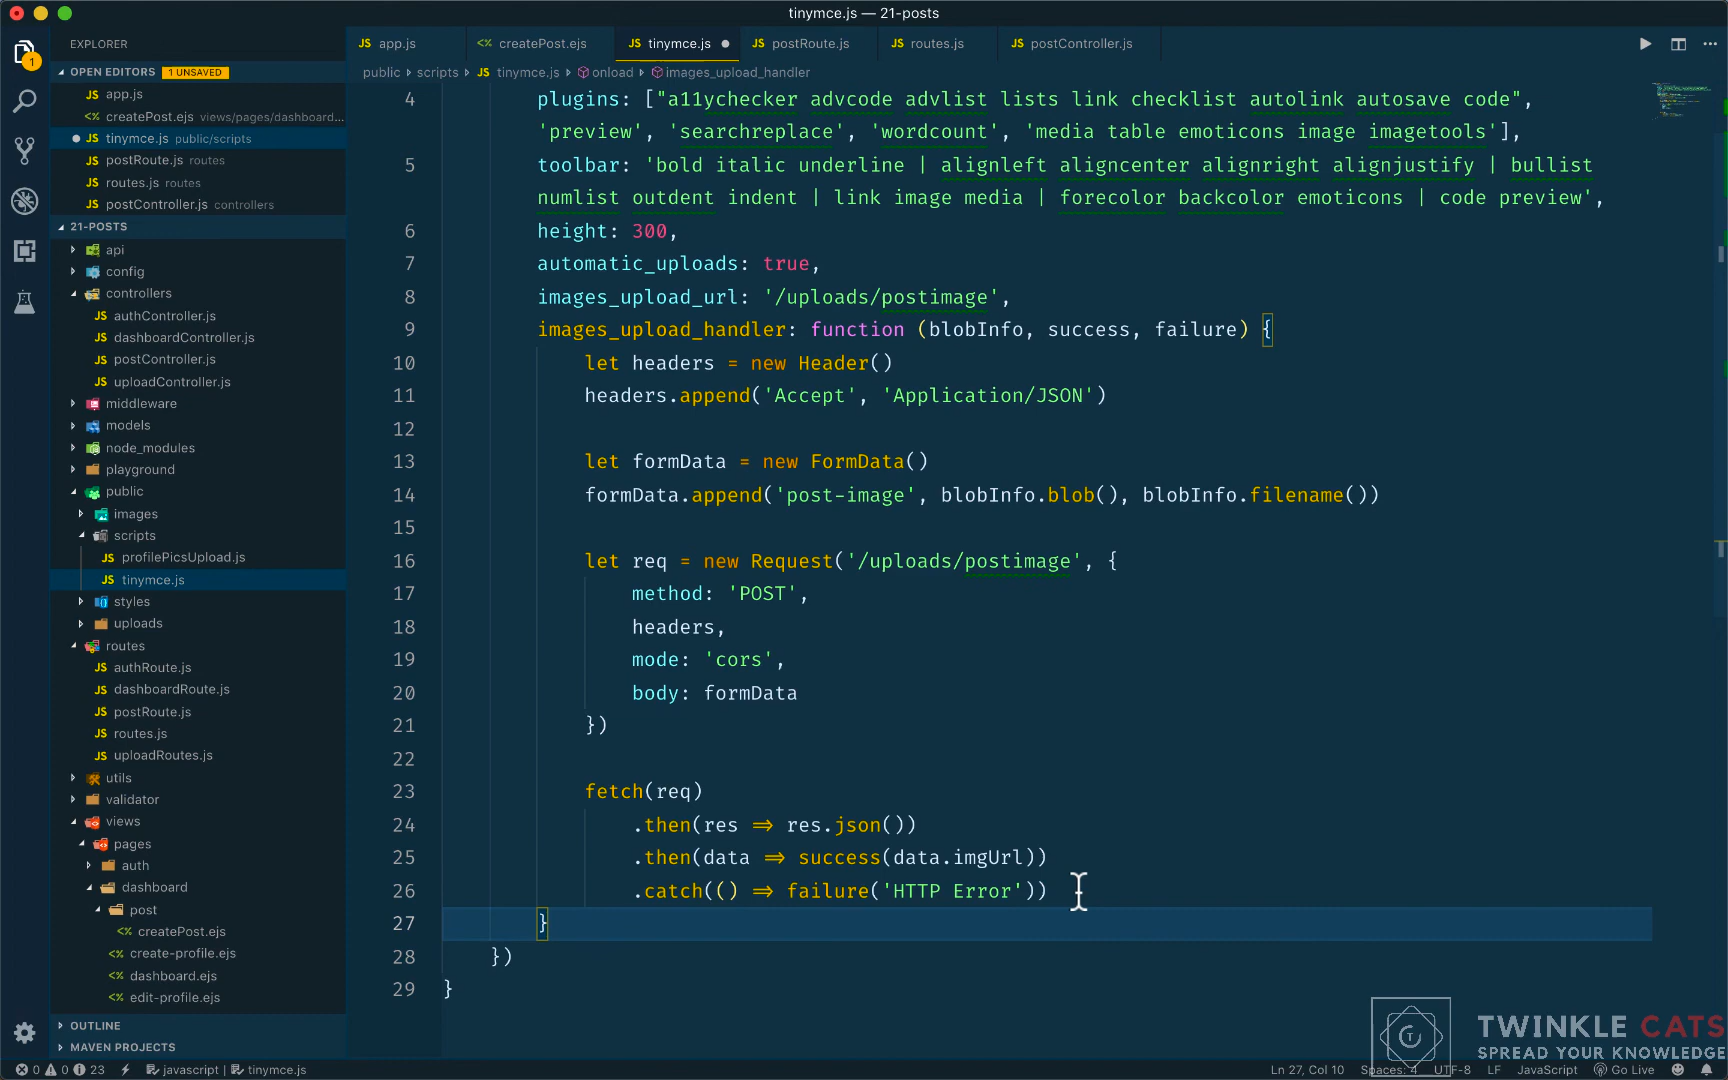 tinymce.js — 21-posts
EXPLORER
app.js
createPost.ejs
tinymce.js
postRoute.js
routes.js
postController.js
1
OPEN EDITORS 1 UNSAVED
app.js
createPost.ejs views/pages/dashboard...
tinymce.js public/scripts
postRoute.js routes
routes.js routes
postController.js controllers
21-POSTS
api
config
controllers
authController.js
dashboardController.js
postController.js
uploadController.js
middleware
models
node_modules
playground
public
images
scripts
profilePicsUpload.js
tinymce.js
styles
uploads
routes
authRoute.js
dashboardRoute.js
postRoute.js
routes.js
uploadRoutes.js
utils
validator
views
pages
auth
dashboard
post
createPost.ejs
create-profile.ejs
dashboard.ejs
edit-profile.ejs
OUTLINE
MAVEN PROJECTS
public › scripts › JS tinymce.js › onload › images_upload_handler
4 plugins: ["a11ychecker advcode advlist lists link checklist autolink autosave code",
'preview', 'searchreplace', 'wordcount', 'media table emoticons image imagetools'],
5 toolbar: 'bold italic underline | alignleft aligncenter alignright alignjustify | bullist
numlist outdent indent | link image media | forecolor backcolor emoticons | code preview',
6 height: 300,
7 automatic_uploads: true,
8 images_upload_url: '/uploads/postimage',
9 images_upload_handler: function (blobInfo, success, failure) {
10 let headers = new Header()
11 headers.append('Accept', 'Application/JSON')
12
13 let formData = new FormData()
14 formData.append('post-image', blobInfo.blob(), blobInfo.filename())
15
16 let req = new Request('/uploads/postimage', {
17 method: 'POST',
18 headers,
19 mode: 'cors',
20 body: formData
21 })
22
23 fetch(req)
24 .then(res ⇒ res.json())
25 .then(data ⇒ success(data.imgUrl))
26 .catch(() ⇒ failure('HTTP Error'))
27 }
28 })
29 }
TWINKLE CATS
SPREAD YOUR KNOWLEDGE
0 0 23 javascript | tinymce.js
Ln 27, Col 10 Spaces: 4 UTF-8 LF JavaScript Go Live